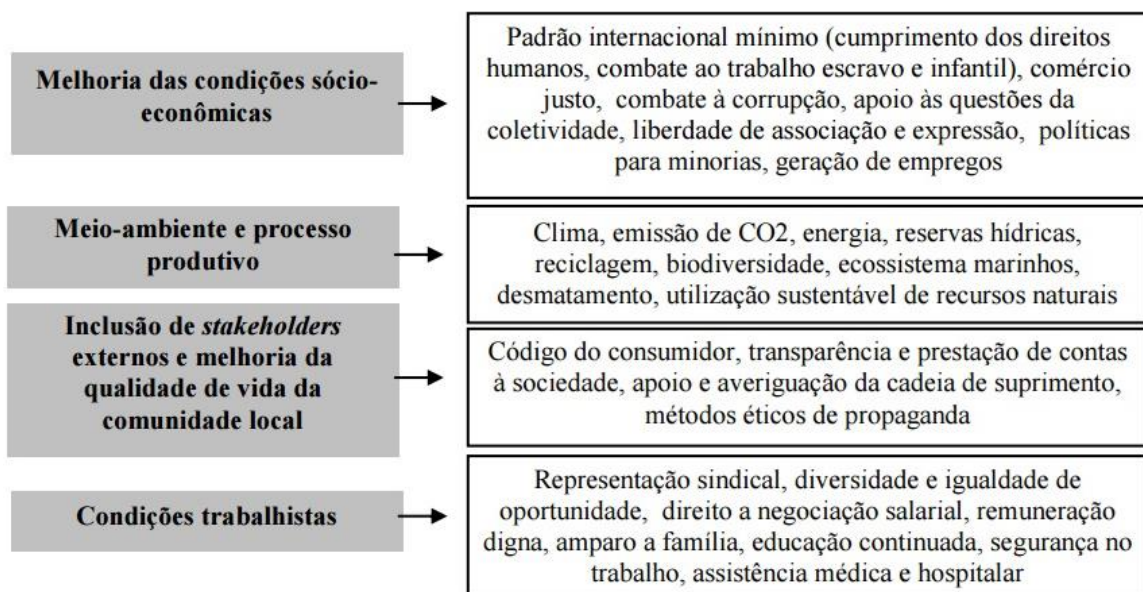 Melhoria das condições sócio-
econômicas
Padrão internacional mínimo (cumprimento dos direitos
humanos, combate ao trabalho escravo e infantil), comércio
justo, combate à corrupção, apoio às questões da
coletividade, liberdade de associação e expressão, políticas
para minorias, geração de empregos
Meio-ambiente e processo
produtivo
Clima, emissão de CO2, energia, reservas hídricas,
reciclagem, biodiversidade, ecossistema marinhos,
desmatamento, utilização sustentável de recursos naturais
Inclusão de stakeholders
externos e melhoria da
qualidade de vida da
comunidade local
Código do consumidor, transparência e prestação de contas
à sociedade, apoio e averiguação da cadeia de suprimento,
métodos éticos de propaganda
Condições trabalhistas
Representação sindical, diversidade e igualdade de
oportunidade, direito a negociação salarial, remuneração
digna, amparo a família, educação continuada, segurança no
trabalho, assistência médica e hospitalar